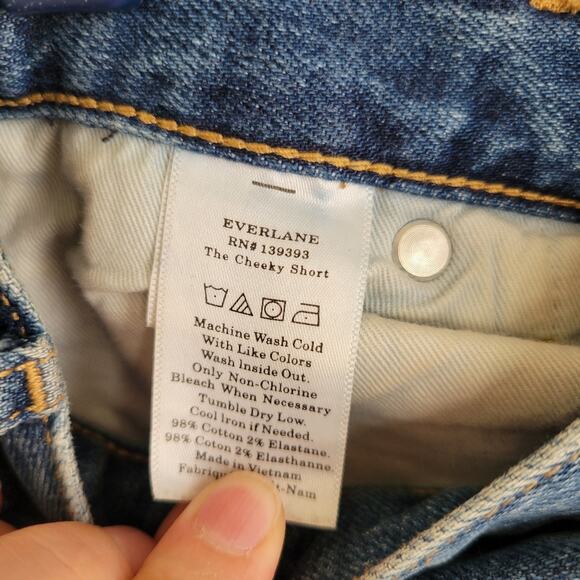 EVERLANE
RN# 139393
The Cheeky Short
Machine Wash Cold
With Like Colors
Wash Inside Out.
Only Non-Chlorine
Bleach When Necessary
Tumble Dry Low.
Cool Iron if Needed.
98% Cotton 2% Elastane.
98% Coton 2% Elasthanne.
Made in Vietnam
Fabriqu -Nam